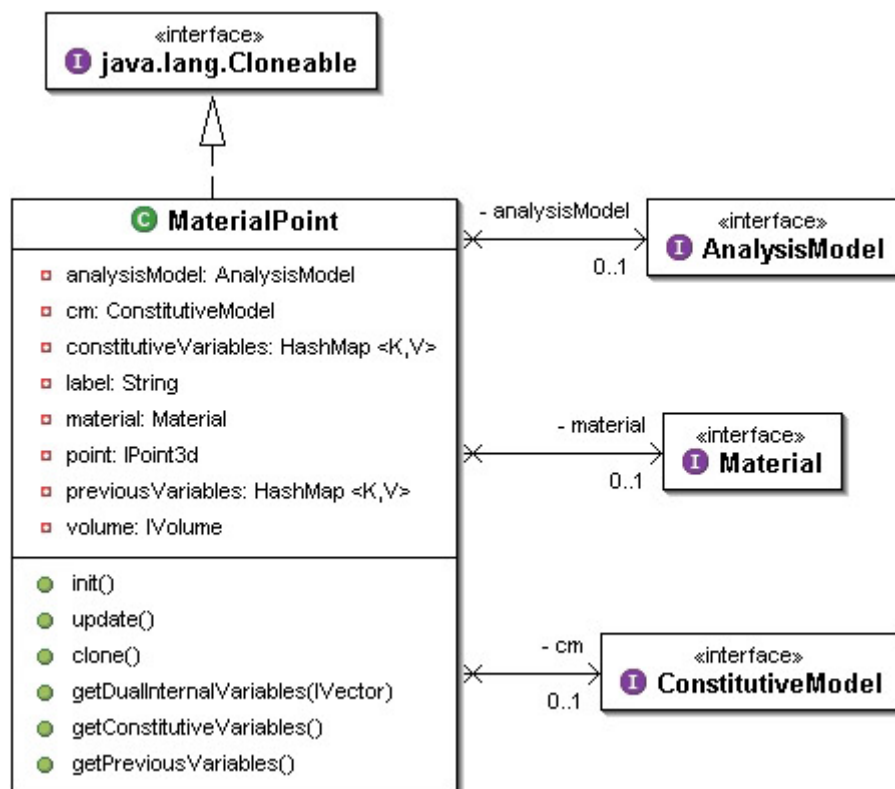 «interface»
I java.lang.Cloneable
C MaterialPoint
analysisModel: AnalysisModel
cm: ConstitutiveModel
constitutiveVariables: HashMap <K,V>
label: String
material: Material
point: IPoint3d
previousVariables: HashMap <K,V>
volume: IVolume
init()
update()
clone()
getDualInternalVariables(IVector)
getConstitutiveVariables()
getPreviousVariables()
- analysisModel
0..1
«interface»
I AnalysisModel
- material
0..1
«interface»
I Material
- cm
0..1
«interface»
I ConstitutiveModel